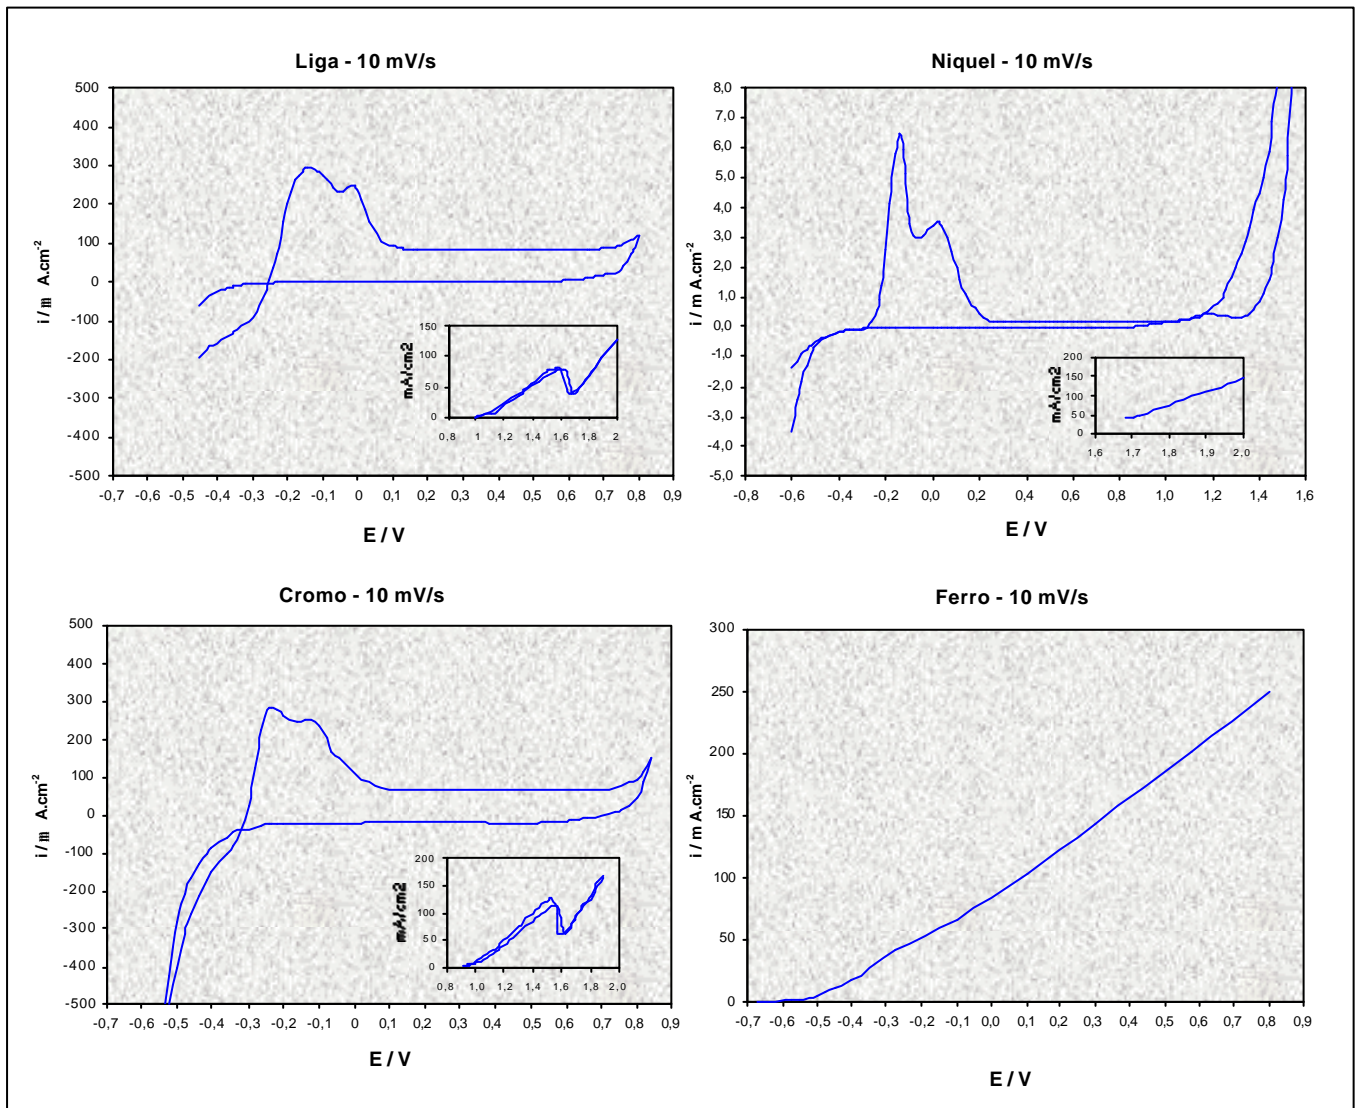 Liga - 10 mV/s
500
400
300
200
100
0
-100
-200
-300
-400
-500
i / m A.cm-2
-0,7 -0,6 -0,5 -0,4 -0,3 -0,2 -0,1 0 0,1 0,2 0,3 0,4 0,5 0,6 0,7 0,8 0,9
E / V
150
100
50
0
mA/cm2
0,8 1 1,2 1,4 1,6 1,8 2
Niquel - 10 mV/s
8,0
7,0
6,0
5,0
4,0
3,0
2,0
1,0
0,0
-1,0
-2,0
-3,0
-4,0
-5,0
i / m A.cm-2
-0,8 -0,6 -0,4 -0,2 0,0 0,2 0,4 0,6 0,8 1,0 1,2 1,4 1,6
E / V
200
150
100
50
0
mA/cm2
1,6 1,7 1,8 1,9 2,0
Cromo - 10 mV/s
500
400
300
200
100
0
-100
-200
-300
-400
-500
i / m A.cm-2
-0,7 -0,6 -0,5 -0,4 -0,3 -0,2 -0,1 0 0,1 0,2 0,3 0,4 0,5 0,6 0,7 0,8 0,9
E / V
200
150
100
50
0
mA/cm2
0,8 1,0 1,2 1,4 1,6 1,8 2,0
Ferro - 10 mV/s
300
250
200
150
100
50
0
i / m A.cm-2
-0,7 -0,6 -0,5 -0,4 -0,3 -0,2 -0,1 0,0 0,1 0,2 0,3 0,4 0,5 0,6 0,7 0,8 0,9
E / V